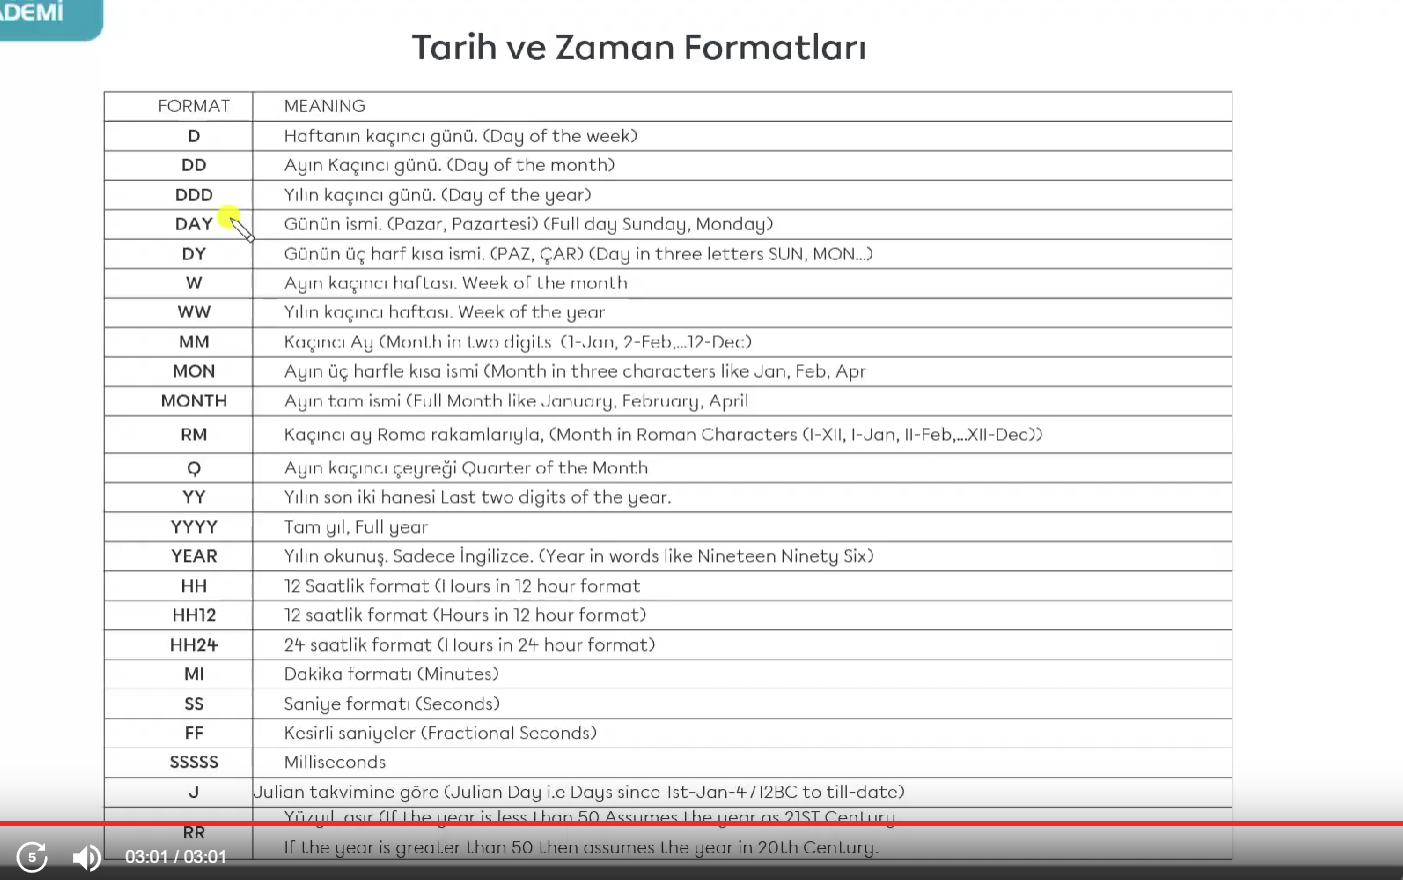 ADEMİ
Tarih ve Zaman Formatları
FORMAT MEANING
D Haftanın kaçıncı günü. (Day of the week)
DD Ayın Kaçıncı günü. (Day of the month)
DDD Yılın kaçıncı günü. (Day of the year)
DAY Günün ismi. (Pazar, Pazartesi) (Full day Sunday, Monday)
DY Günün üç harf kısa ismi. (PAZ, ÇAR) (Day in three letters SUN, MON...)
W Ayın kaçıncı haftası. Week of the month
WW Yılın kaçıncı haftası. Week of the year
MM Kaçıncı Ay (Month in two digits (1-Jan, 2-Feb,...12-Dec)
MON Ayın üç harfle kısa ismi (Month in three characters like Jan, Feb, Apr
MONTH Ayın tam ismi (Full Month like January, February, April
RM Kaçıncı ay Roma rakamlarıyla, (Month in Roman Characters (I-XII, I-Jan, II-Feb,...XII-Dec))
Q Ayın kaçıncı çeyreği Quarter of the Month
YY Yılın son iki hanesi Last two digits of the year.
YYYY Tam yıl, Full year
YEAR Yılın okunuş. Sadece İngilizce. (Year in words like Nineteen Ninety Six)
HH 12 Saatlik format (Hours in 12 hour format
HH12 12 saatlik format (Hours in 12 hour format)
HH24 24 saatlik format (Hours in 24 hour format)
MI Dakika formatı (Minutes)
SS Saniye formatı (Seconds)
FF Kesirli saniyeler (Fractional Seconds)
SSSSS Milliseconds
J Julian takvimine göre (Julian Day i.e Days since 1st-Jan-4712BC to till-date)
RR Yüzyıl, asır (If the year is less than 50 Assumes the year as 21ST Century
If the year is greater than 50 then assumes the year in 20th Century.
5 03:01 / 03:01